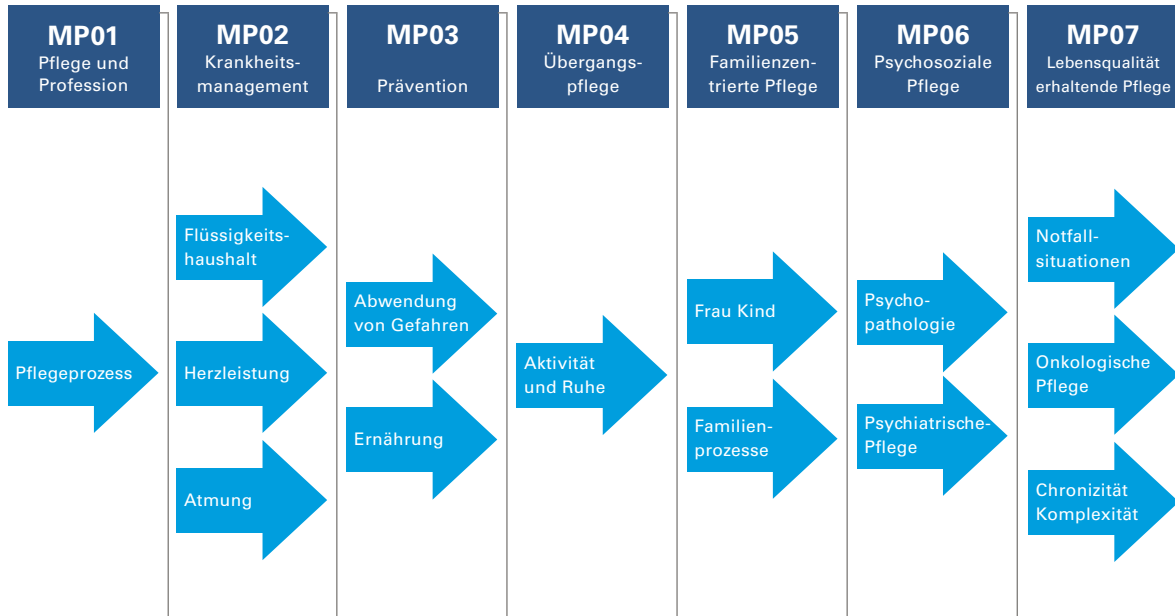 MP01
Pflege und
Profession
MP02
Krankheits-
management
MP03
Prävention
MP04
Übergangs-
pflege
MP05
Familienzen-
trierte Pflege
MP06
Psychosoziale
Pflege
MP07
Lebensqualität
erhaltende Pflege
Pflegeprozess
Flüssigkeits-
haushalt
Herzleistung
Atmung
Abwendung
von Gefahren
Ernährung
Aktivität
und Ruhe
Frau Kind
Familien-
prozesse
Psycho-
pathologie
Psychiatrische-
Pflege
Notfall-
situationen
Onkologische
Pflege
Chronizität
Komplexität